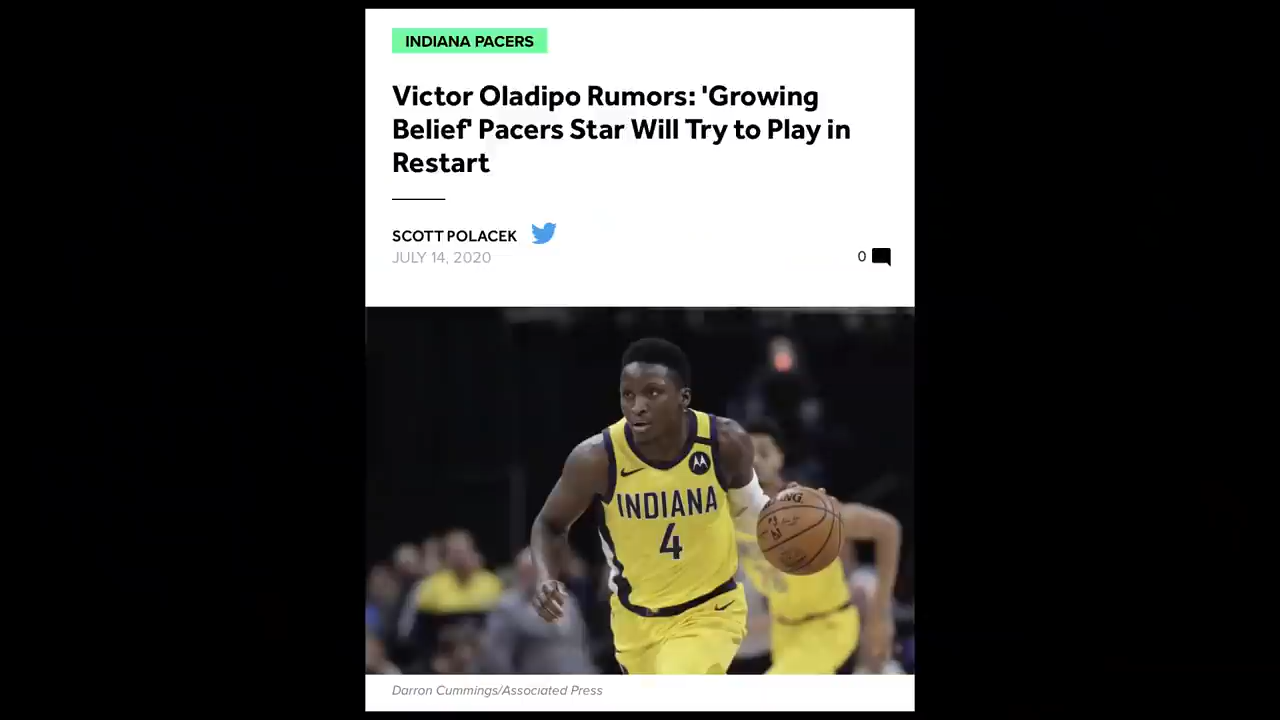 INDIANA PACERS
Victor Oladipo Rumors: 'Growing
Belief' Pacers Star Will Try to Play in
Restart
SCOTT POLACEK
JULY 14, 2020
0
INDIANA
4
Darron Cummings/Associated Press